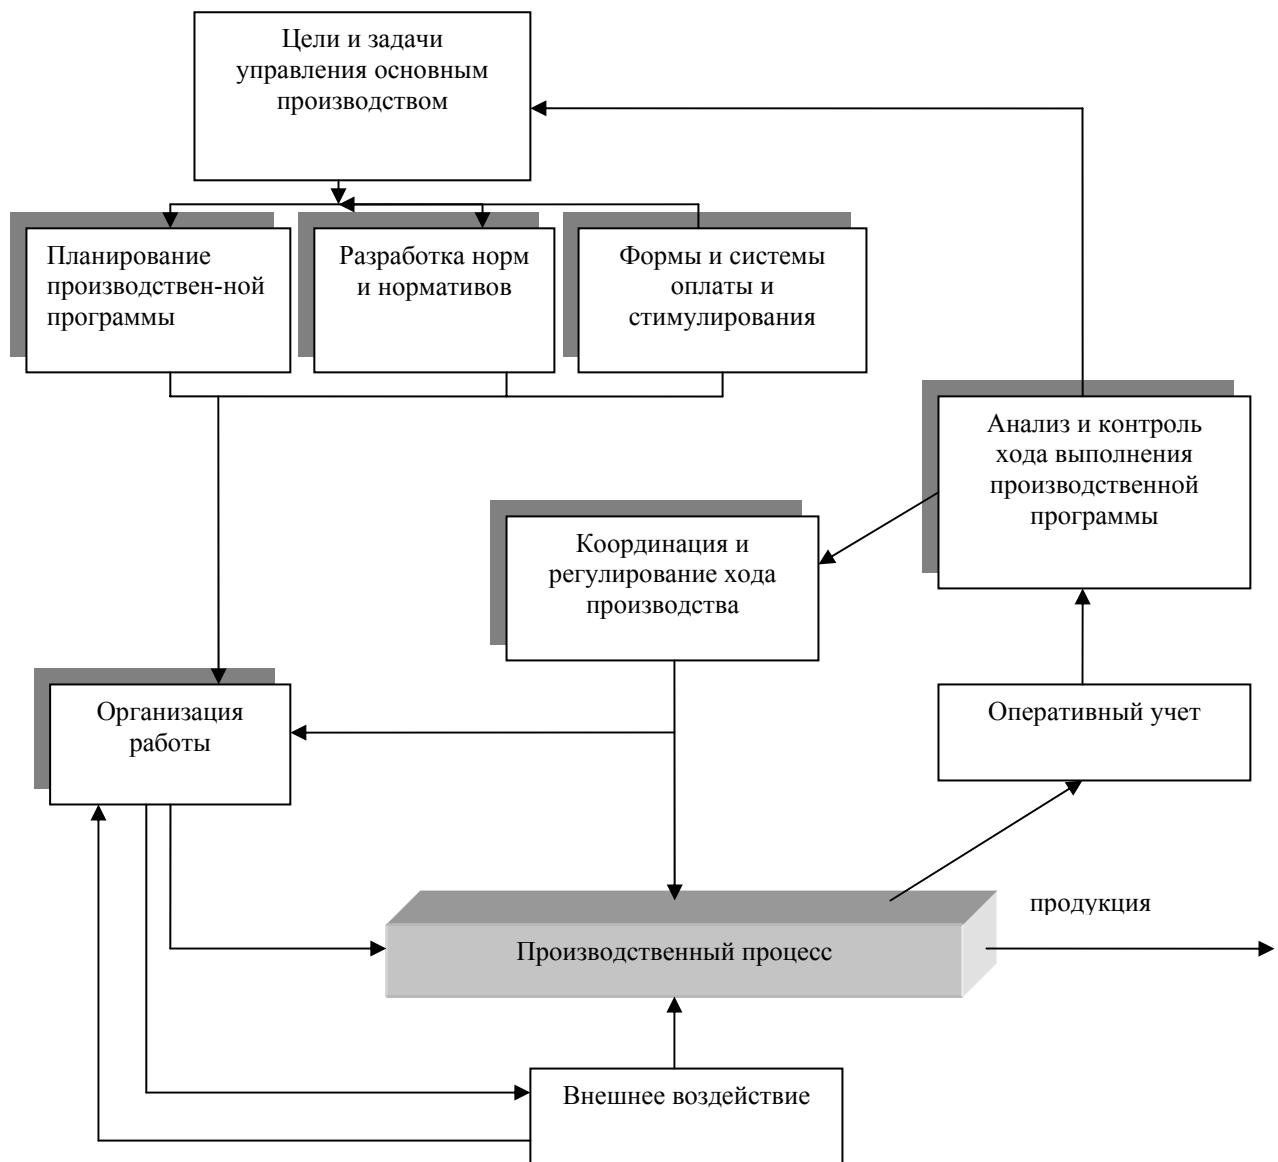 Цели и задачи
управления основным
производством
Планирование
производствен-ной
программы
Разработка норм
и нормативов
Формы и системы
оплаты и
стимулирования
Анализ и контроль
хода выполнения
производственной
программы
Координация и
регулирование хода
производства
Организация
работы
Оперативный учет
продукция
Производственный процесс
Внешнее воздействие